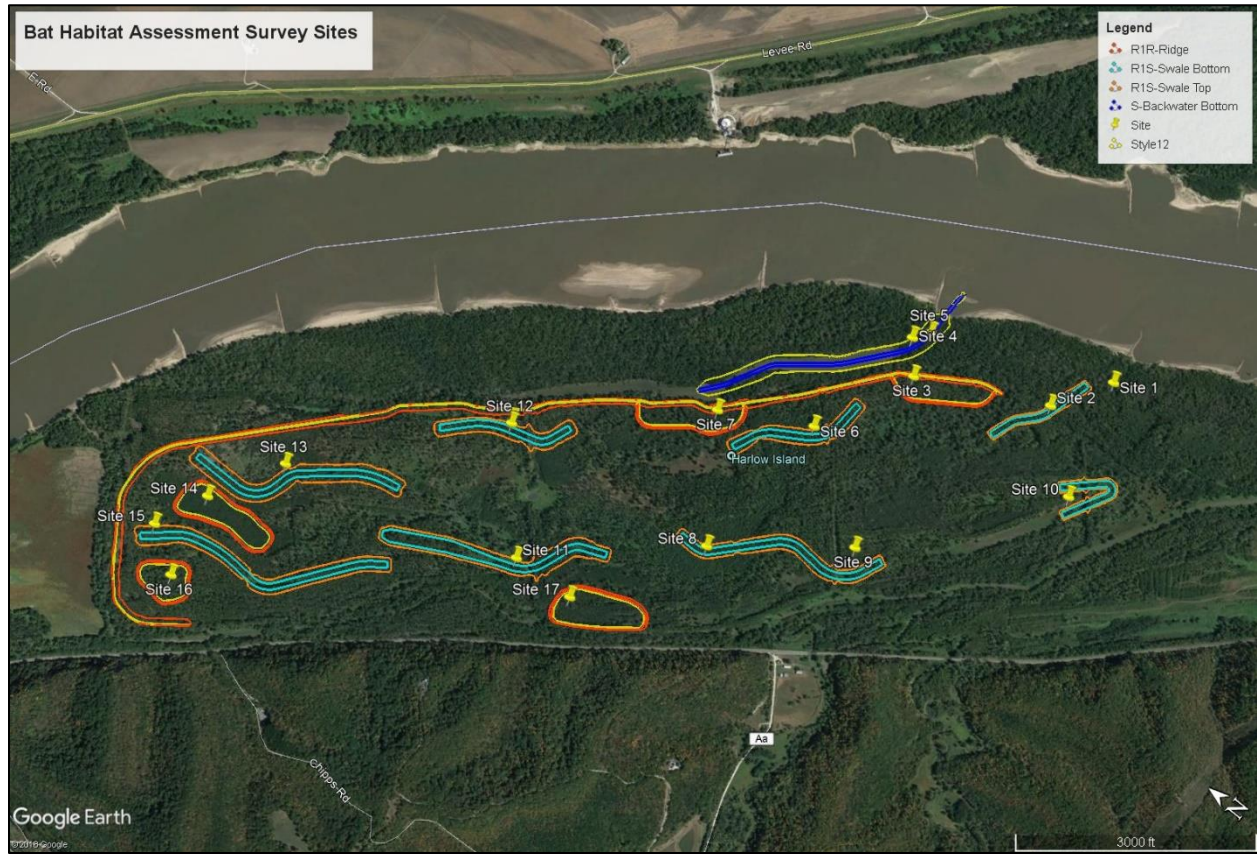 Bat Habitat Assessment Survey Sites
Legend
R1R-Ridge
R1S-Swale Bottom
R1S-Swale Top
S-Backwater Bottom
Site
Style12
E Rd
Levee Rd
Site 5
Site 4
Site 3
Site 1
Site 2
Site 12
Site 7
Site 6
Harlow Island
Site 13
Site 14
Site 10
Site 15
Site 11
Site 8
Site 9
Site 16
Site 17
Aa
Chipps Rd
Google Earth
©2018 Google
N
3000 ft